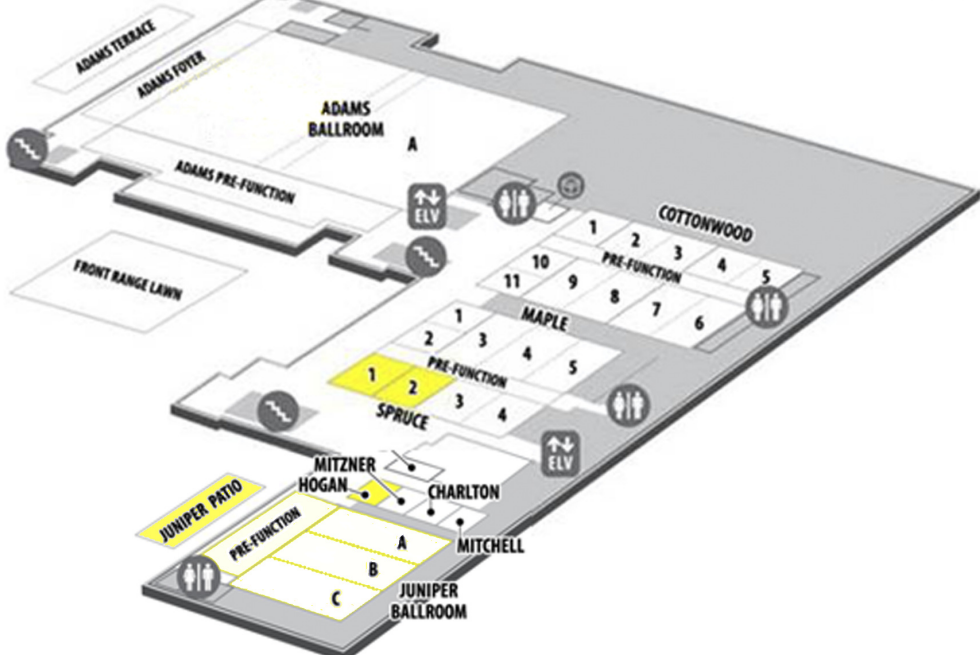 ADAMS TERRACE
ADAMS FOYER
ADAMS
BALLROOM
A
ADAMS PRE-FUNCTION
ELV
FRONT RANGE LAWN
COTTONWOOD
1
2
3
4
5
PRE-FUNCTION
10
11
9
8
7
6
MAPLE
1
2
3
4
5
PRE-FUNCTION
1
2
3
4
SPRUCE
ELV
MITZNER
HOGAN
CHARLTON
MITCHELL
JUNIPER PATIO
PRE-FUNCTION
A
B
C
JUNIPER
BALLROOM